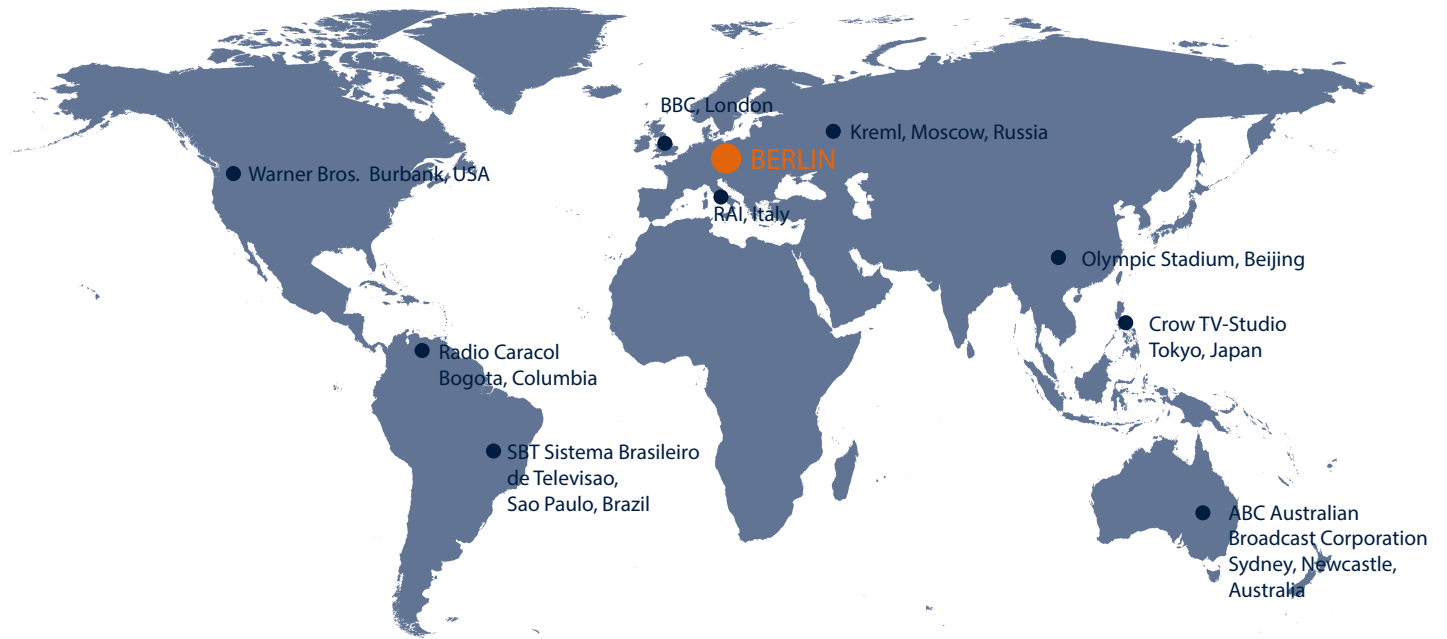 BBC, London
Kreml, Moscow, Russia
BERLIN
Warner Bros.  Burbank, USA
RAI, Italy
Olympic Stadium, Beijing
Crow TV-Studio
Tokyo, Japan
Radio Caracol
Bogota, Columbia
SBT Sistema Brasileiro
de Televisao,
Sao Paulo, Brazil
ABC Australian
Broadcast Corporation
Sydney, Newcastle,
Australia